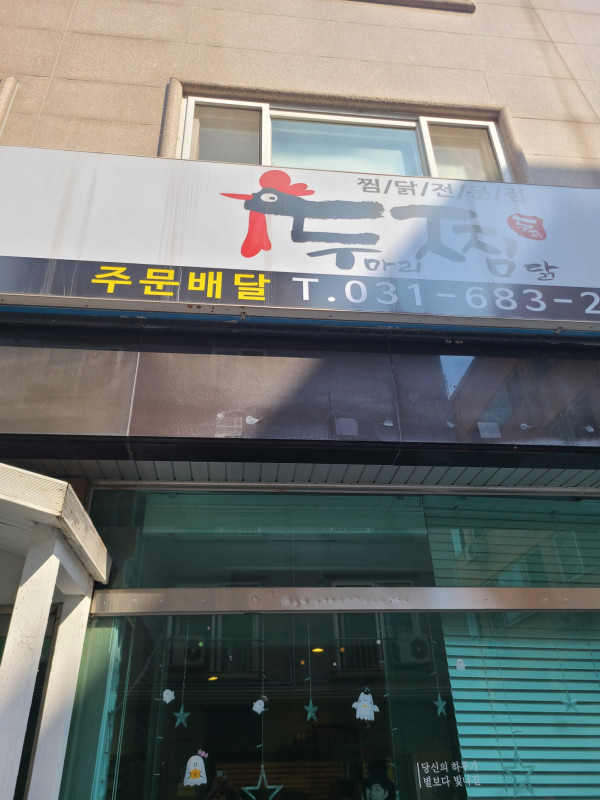 찜/닭/전/문/점
두찜
마리 닭
주문배달 T.031-683-2
당신의 하루가
별보다 빛나길